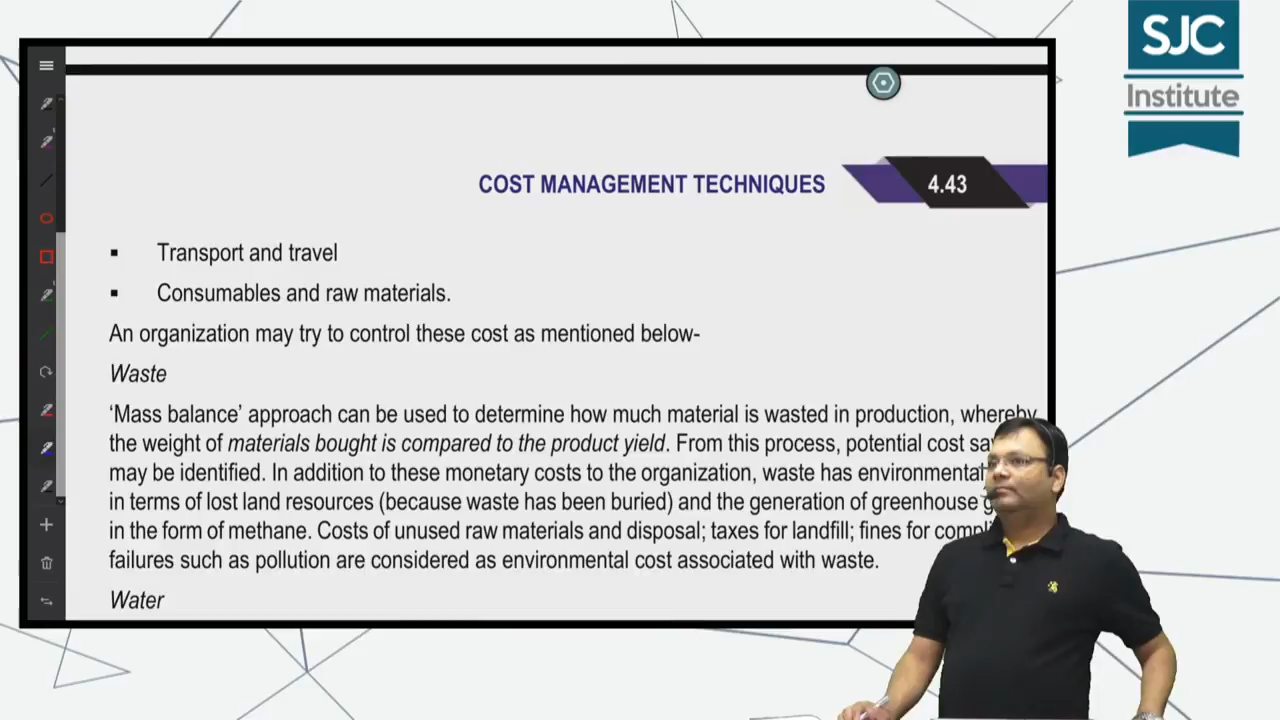 SJC
Institute
COST MANAGEMENT TECHNIQUES
4.43
▪ Transport and travel
▪ Consumables and raw materials.
An organization may try to control these cost as mentioned below-
Waste
‘Mass balance’ approach can be used to determine how much material is wasted in production, whereby
the weight of materials bought is compared to the product yield. From this process, potential cost
may be identified. In addition to these monetary costs to the organization, waste has environmental
in terms of lost land resources (because waste has been buried) and the generation of greenhouse
in the form of methane. Costs of unused raw materials and disposal; taxes for landfill; fines for
failures such as pollution are considered as environmental cost associated with waste.
Water